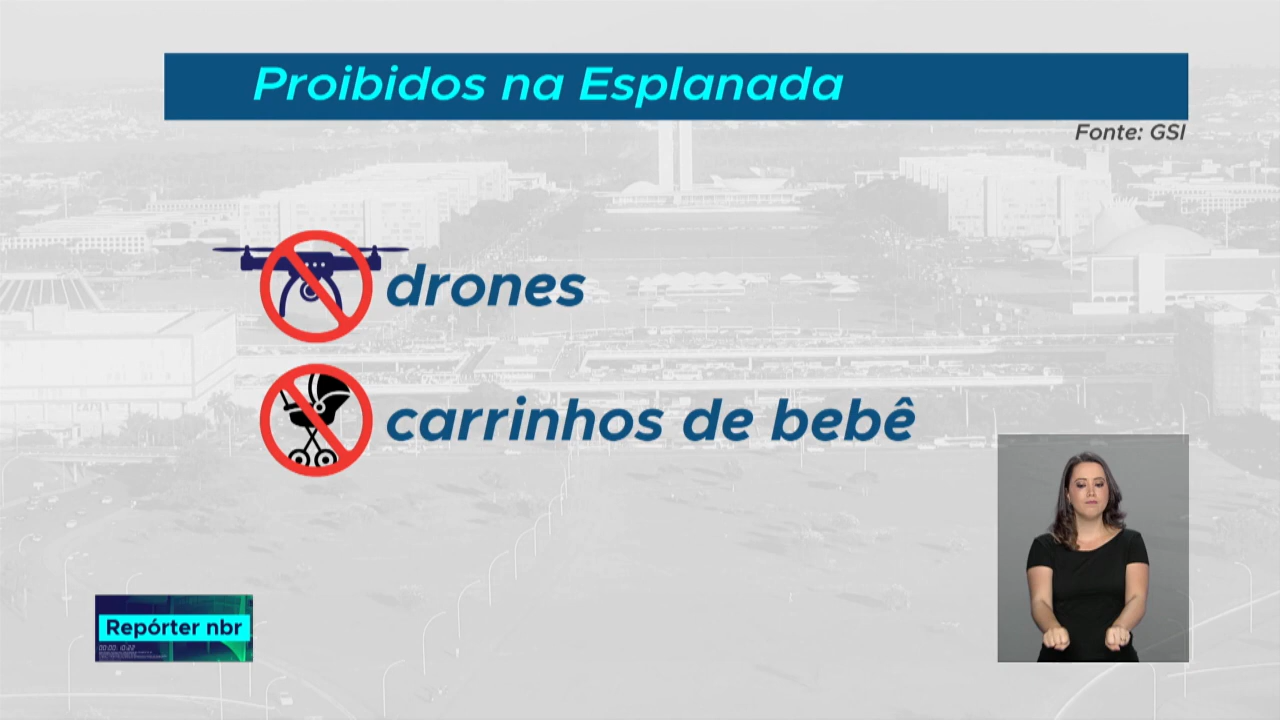 Proibidos na Esplanada
Fonte: GSI
drones
carrinhos de bebê
Repórter nbr